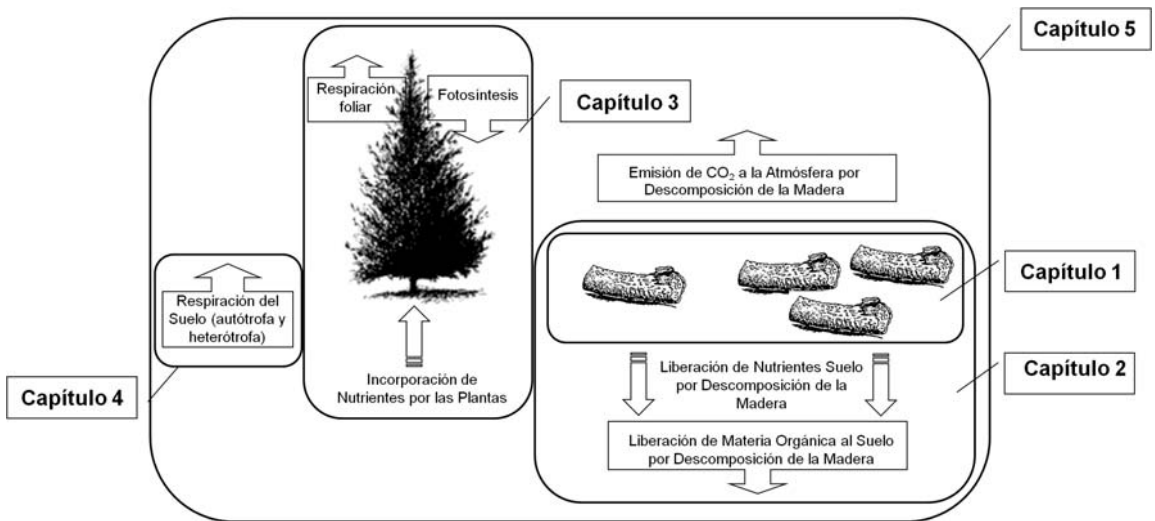 Capítulo 5
Respiración
foliar
Fotosíntesis
Capítulo 3
Emisión de CO₂ a la Atmósfera por
Descomposición de la Madera
Capítulo 1
Respiración del
Suelo (autótrofa y
heterótrofa)
Incorporación de
Nutrientes por las Plantas
Liberación de Nutrientes Suelo
por Descomposición de la
Madera
Capítulo 2
Capítulo 4
Liberación de Materia Orgánica al Suelo
por Descomposición de la Madera